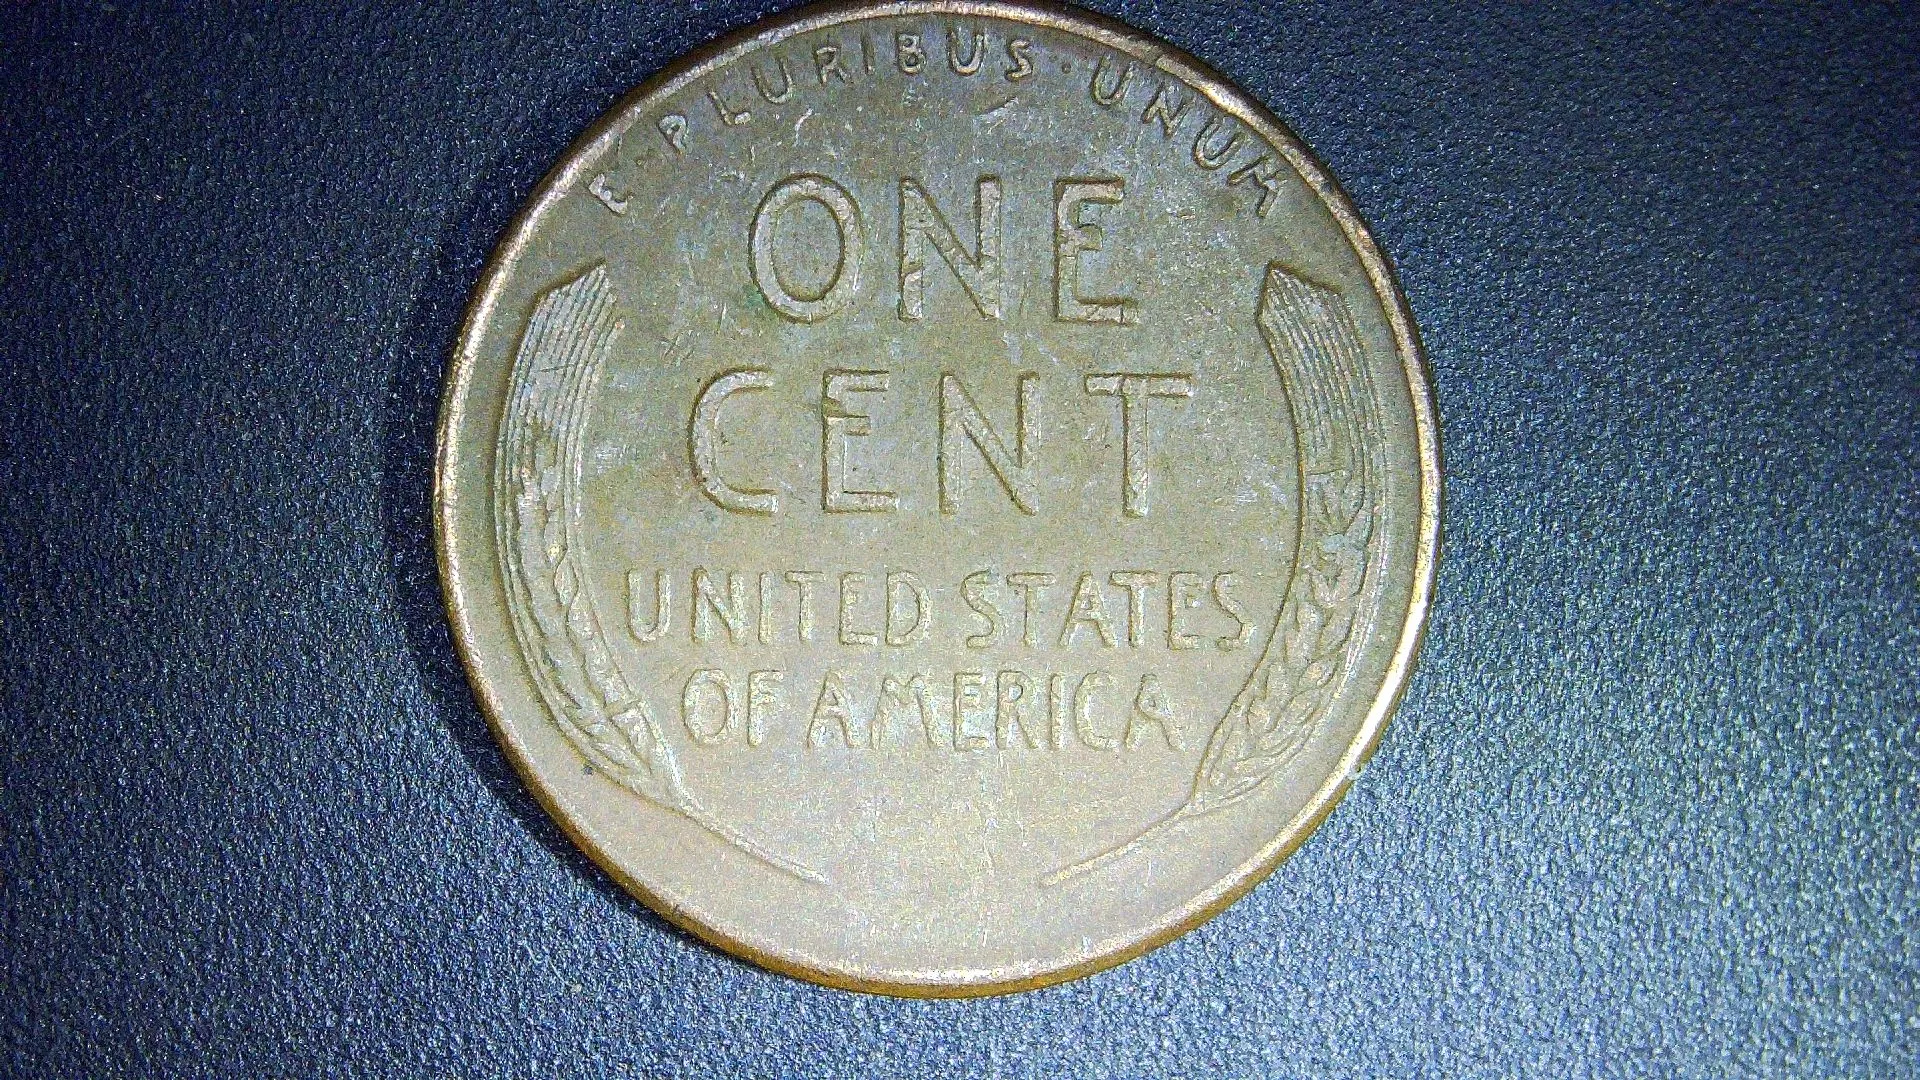 E·PLURIBUS·UNUM
ONE
CENT
UNITED STATES
OF AMERICA